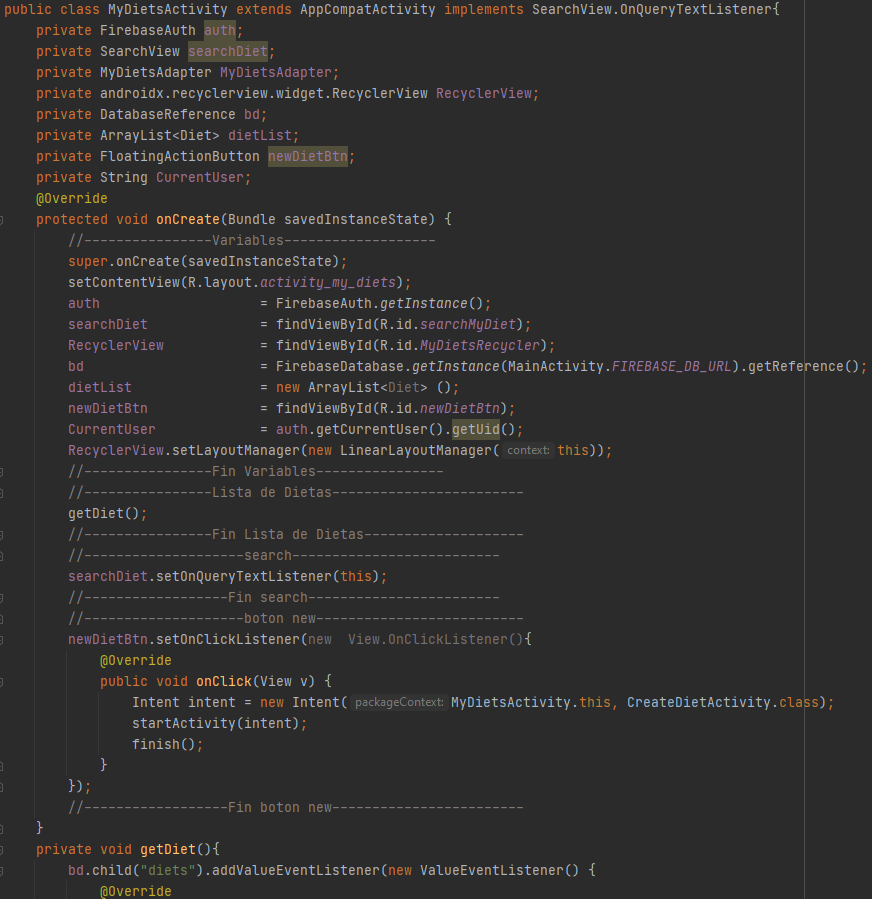 public class MyDietsActivity extends AppCompatActivity implements SearchView.OnQueryTextListener{
    private FirebaseAuth auth;
    private SearchView searchDiet;
    private MyDietsAdapter MyDietsAdapter;
    private androidx.recyclerview.widget.RecyclerView RecyclerView;
    private DatabaseReference bd;
    private ArrayList<Diet> dietList;
    private FloatingActionButton newDietBtn;
    private String CurrentUser;
    @Override
    protected void onCreate(Bundle savedInstanceState) {
        //----------------Variables-------------------
        super.onCreate(savedInstanceState);
        setContentView(R.layout.activity_my_diets);
        auth                    = FirebaseAuth.getInstance();
        searchDiet              = findViewById(R.id.searchMyDiet);
        RecyclerView            = findViewById(R.id.MyDietsRecycler);
        bd                      = FirebaseDatabase.getInstance(MainActivity.FIREBASE_DB_URL).getReference();
        dietList                = new ArrayList<Diet> ();
        newDietBtn              = findViewById(R.id.newDietBtn);
        CurrentUser             = auth.getCurrentUser().getUid();
        RecyclerView.setLayoutManager(new LinearLayoutManager( context: this));
        //----------------Fin Variables----------------
        //----------------Lista de Dietas------------------------
        getDiet();
        //----------------Fin Lista de Dietas--------------------
        //--------------------search--------------------------
        searchDiet.setOnQueryTextListener(this);
        //------------------Fin search------------------------
        //--------------------boton new--------------------------
        newDietBtn.setOnClickListener(new  View.OnClickListener(){
            @Override
            public void onClick(View v) {
                Intent intent = new Intent( packageContext: MyDietsActivity.this, CreateDietActivity.class);
                startActivity(intent);
                finish();
            }
        });
        //------------------Fin boton new------------------------
    }
    private void getDiet(){
        bd.child("diets").addValueEventListener(new ValueEventListener() {
            @Override